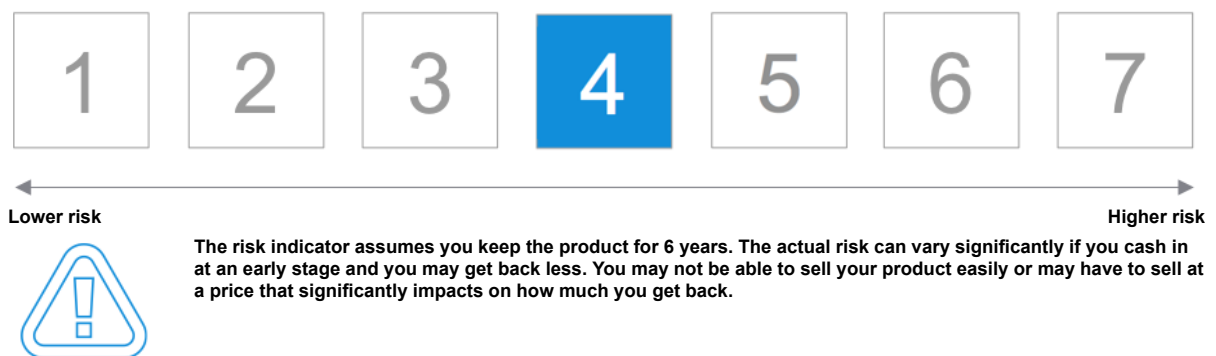 1 2 3 4 5 6 7
Lower risk Higher risk
The risk indicator assumes you keep the product for 6 years. The actual risk can vary significantly if you cash in
at an early stage and you may get back less. You may not be able to sell your product easily or may have to sell at
a price that significantly impacts on how much you get back.